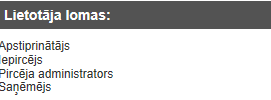 Lietotāja lomas:
Apstiprinātājs
Iepircējs
Pircēja administrators
Saņēmējs